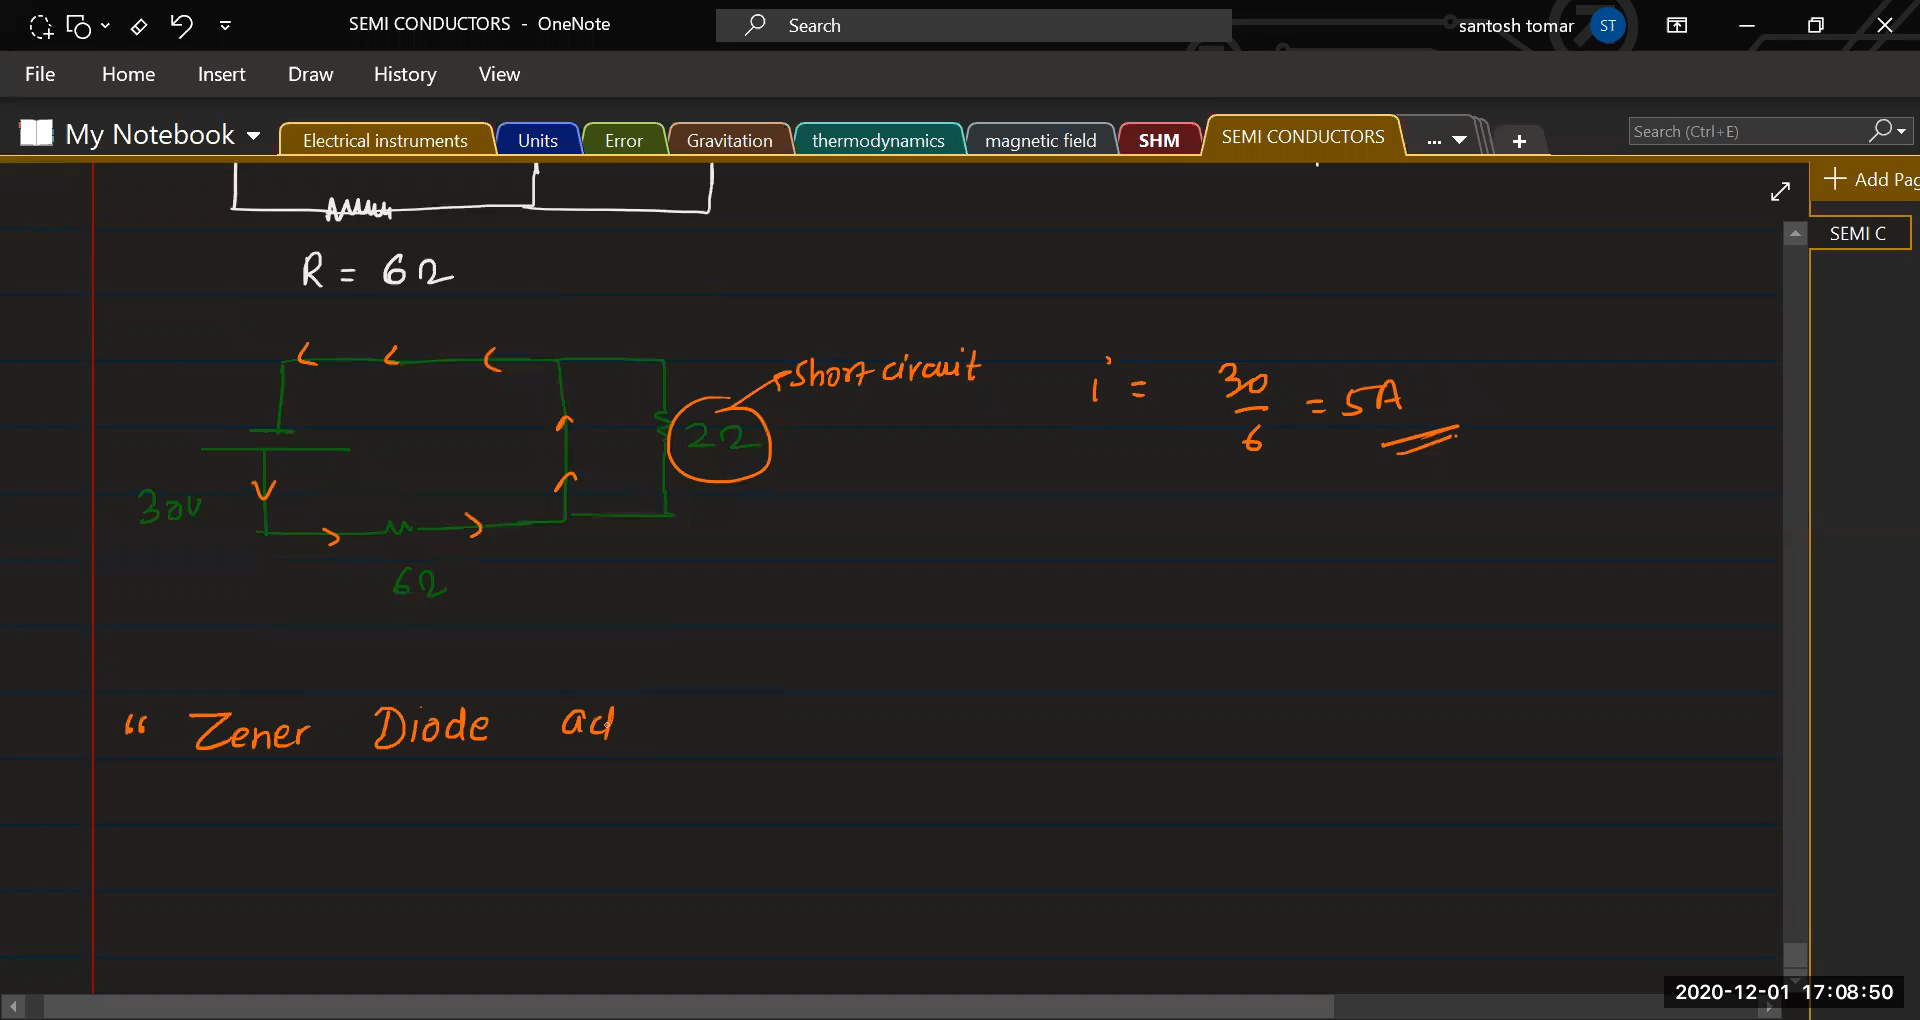 SEMI CONDUCTORS - OneNote
Search
santosh tomar
ST
File
Home
Insert
Draw
History
View
My Notebook
Electrical instruments
Units
Error
Gravitation
thermodynamics
magnetic field
SHM
SEMI CONDUCTORS
...
+
Search (Ctrl+E)
+ Add Pag
SEMI C
R = 6Ω
short circuit
i = 30/6 = 5A
2Ω
30V
6Ω
“ Zener Diode
2020-12-01 17:08:50